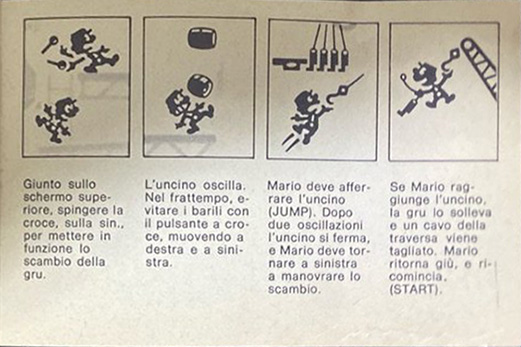 Giunto sullo
schermo supe-
riore, spingere la
croce, sulla sin.,
per mettere in
funzione lo
scambio della
gru.
L'uncino oscilla.
Nel frattempo, e-
vitare i barili con
il pulsante a cro-
ce, muovendo a
destra e a sini-
stra.
Mario deve affer-
rare l'uncino
(JUMP). Dopo
due oscillazioni
l'uncino si ferma,
e Mario deve tor-
nare a sinistra
a manovrare lo
scambio.
Se Mario rag-
giunge l'uncino,
la gru lo solleva
e un cavo della
traversa viene
tagliato. Mario
ritorna giù, e ri-
comincia.
(START).